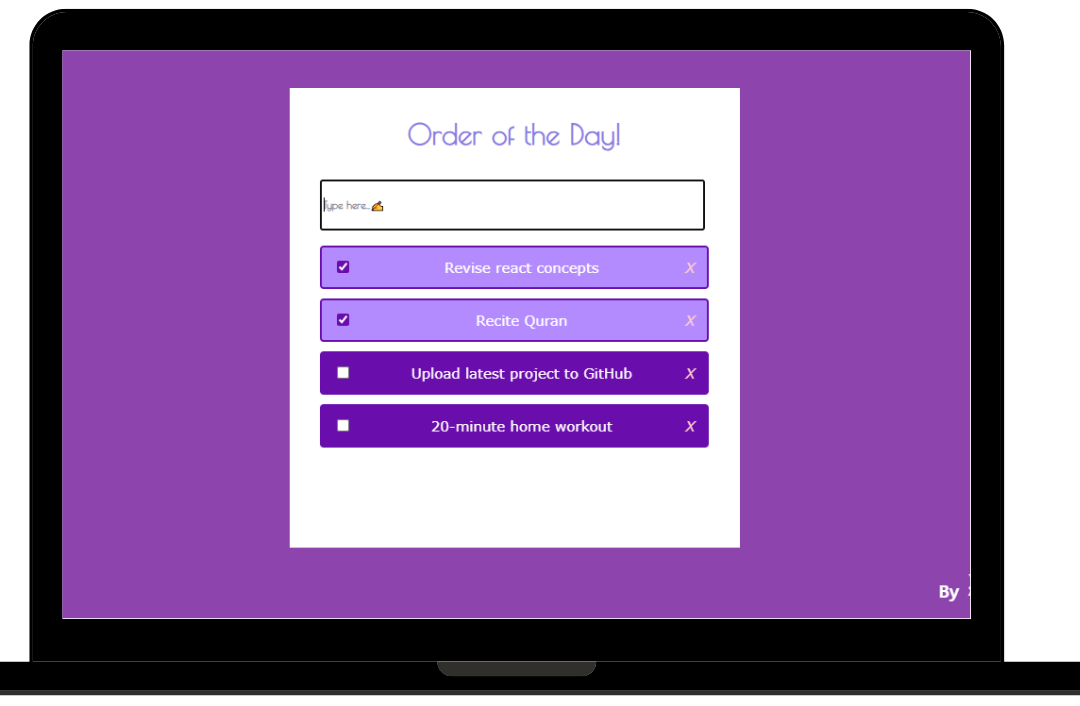 Order of the Day!
Type here...✍
Revise react concepts X
Recite Quran X
Upload latest project to GitHub X
20-minute home workout X
By